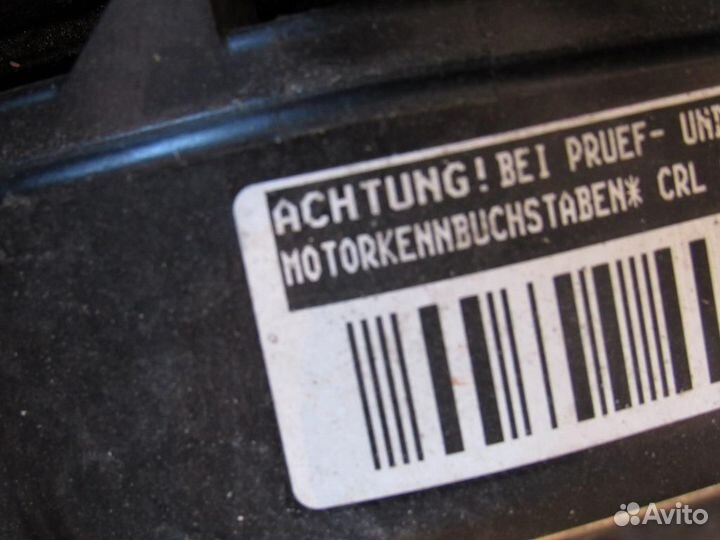 ACHTUNG! BEI PRUEF- UND
MOTORKENNBUCHSTABEN* CRL
Avito